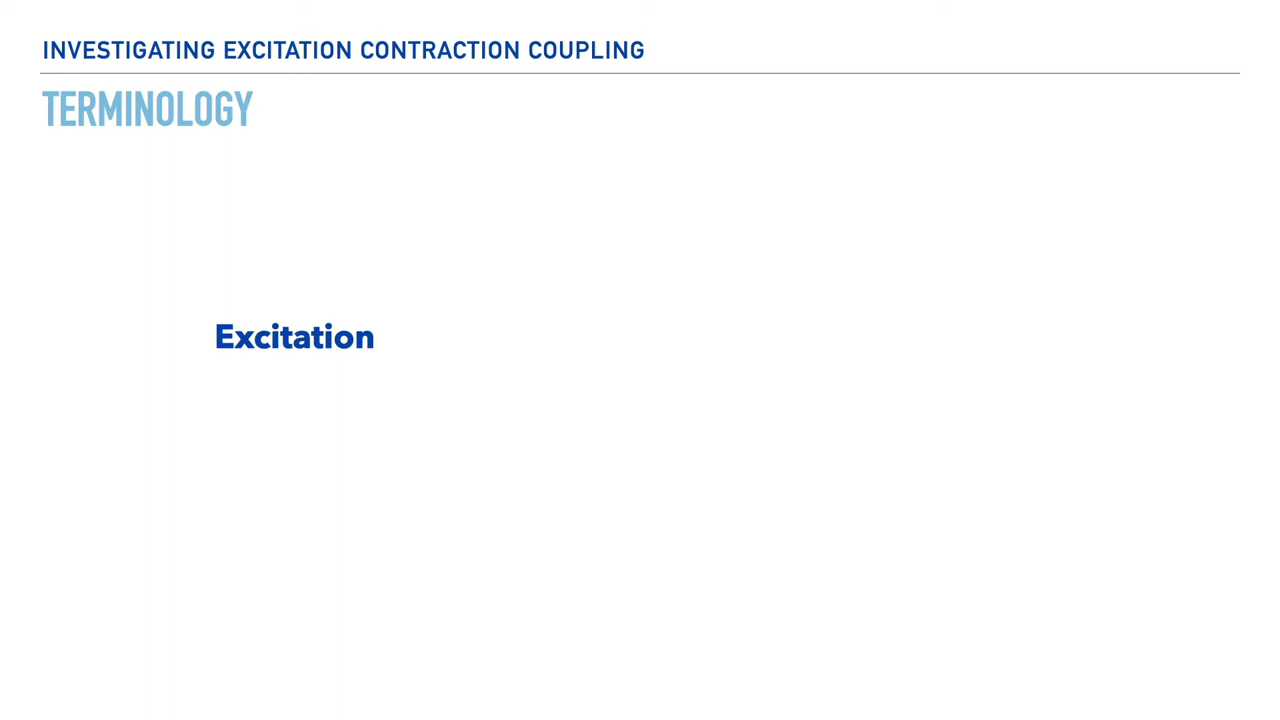 INVESTIGATING EXCITATION CONTRACTION COUPLING
TERMINOLOGY
Excitation